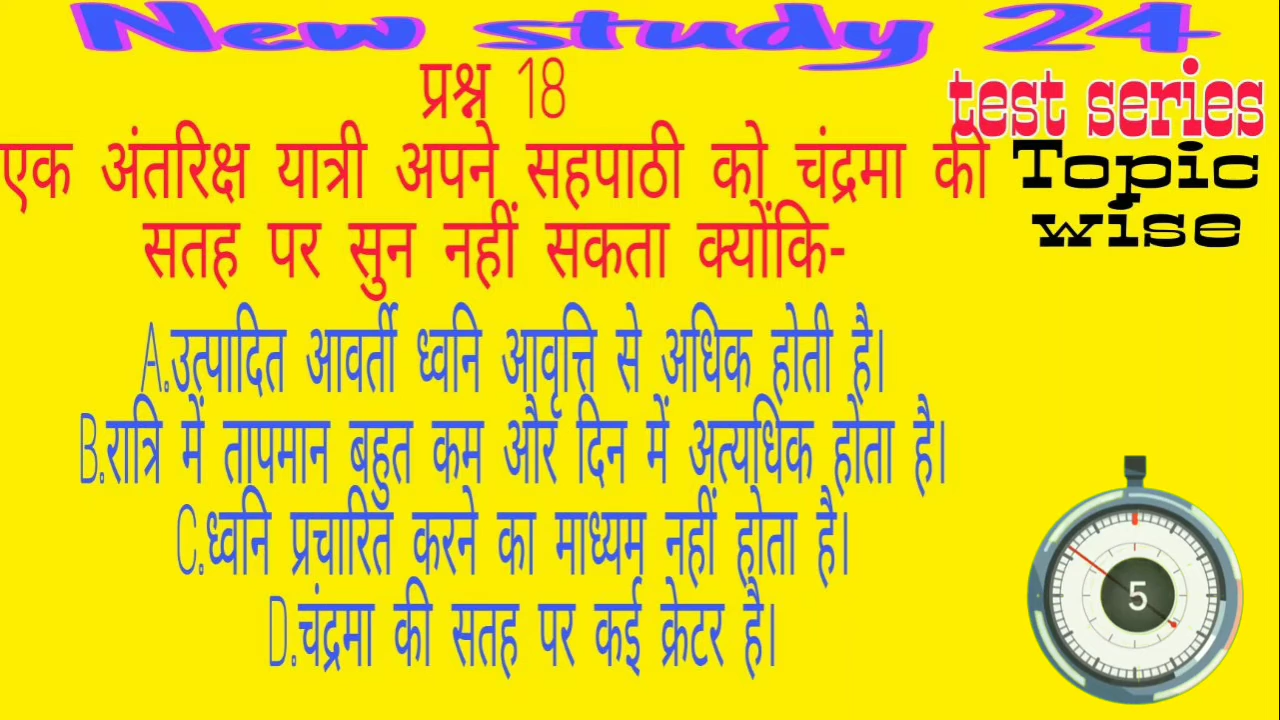 New study 24
test series
Topic
wise
प्रश्न 18
एक अंतरिक्ष यात्री अपने सहपाठी को चंद्रमा की
सतह पर सुन नहीं सकता क्योंकि-
A.उत्पादित आवर्ती ध्वनि आवृत्ति से अधिक होती है।
B.रात्रि में तापमान बहुत कम और दिन में अत्यधिक होता है।
C.ध्वनि प्रचारित करने का माध्यम नहीं होता है।
D.चंद्रमा की सतह पर कई क्रेटर है।
5